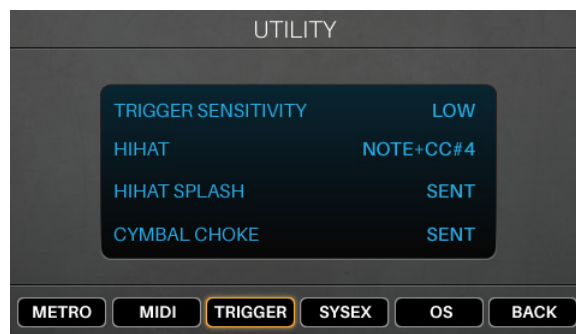 UTILITY
TRIGGER SENSITIVITY LOW
HIHAT NOTE+CC#4
HIHAT SPLASH SENT
CYMBAL CHOKE SENT
METRO MIDI TRIGGER SYSEX OS BACK